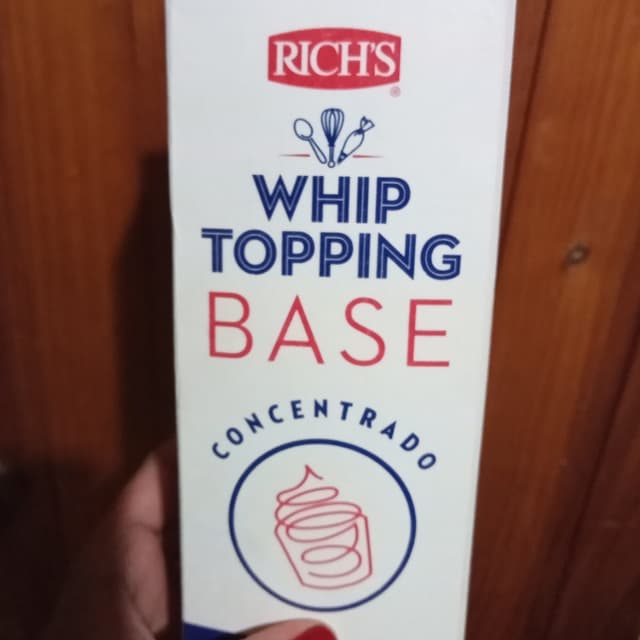 RICH'S
®
WHIP
TOPPING
BASE
CONCENTRADO